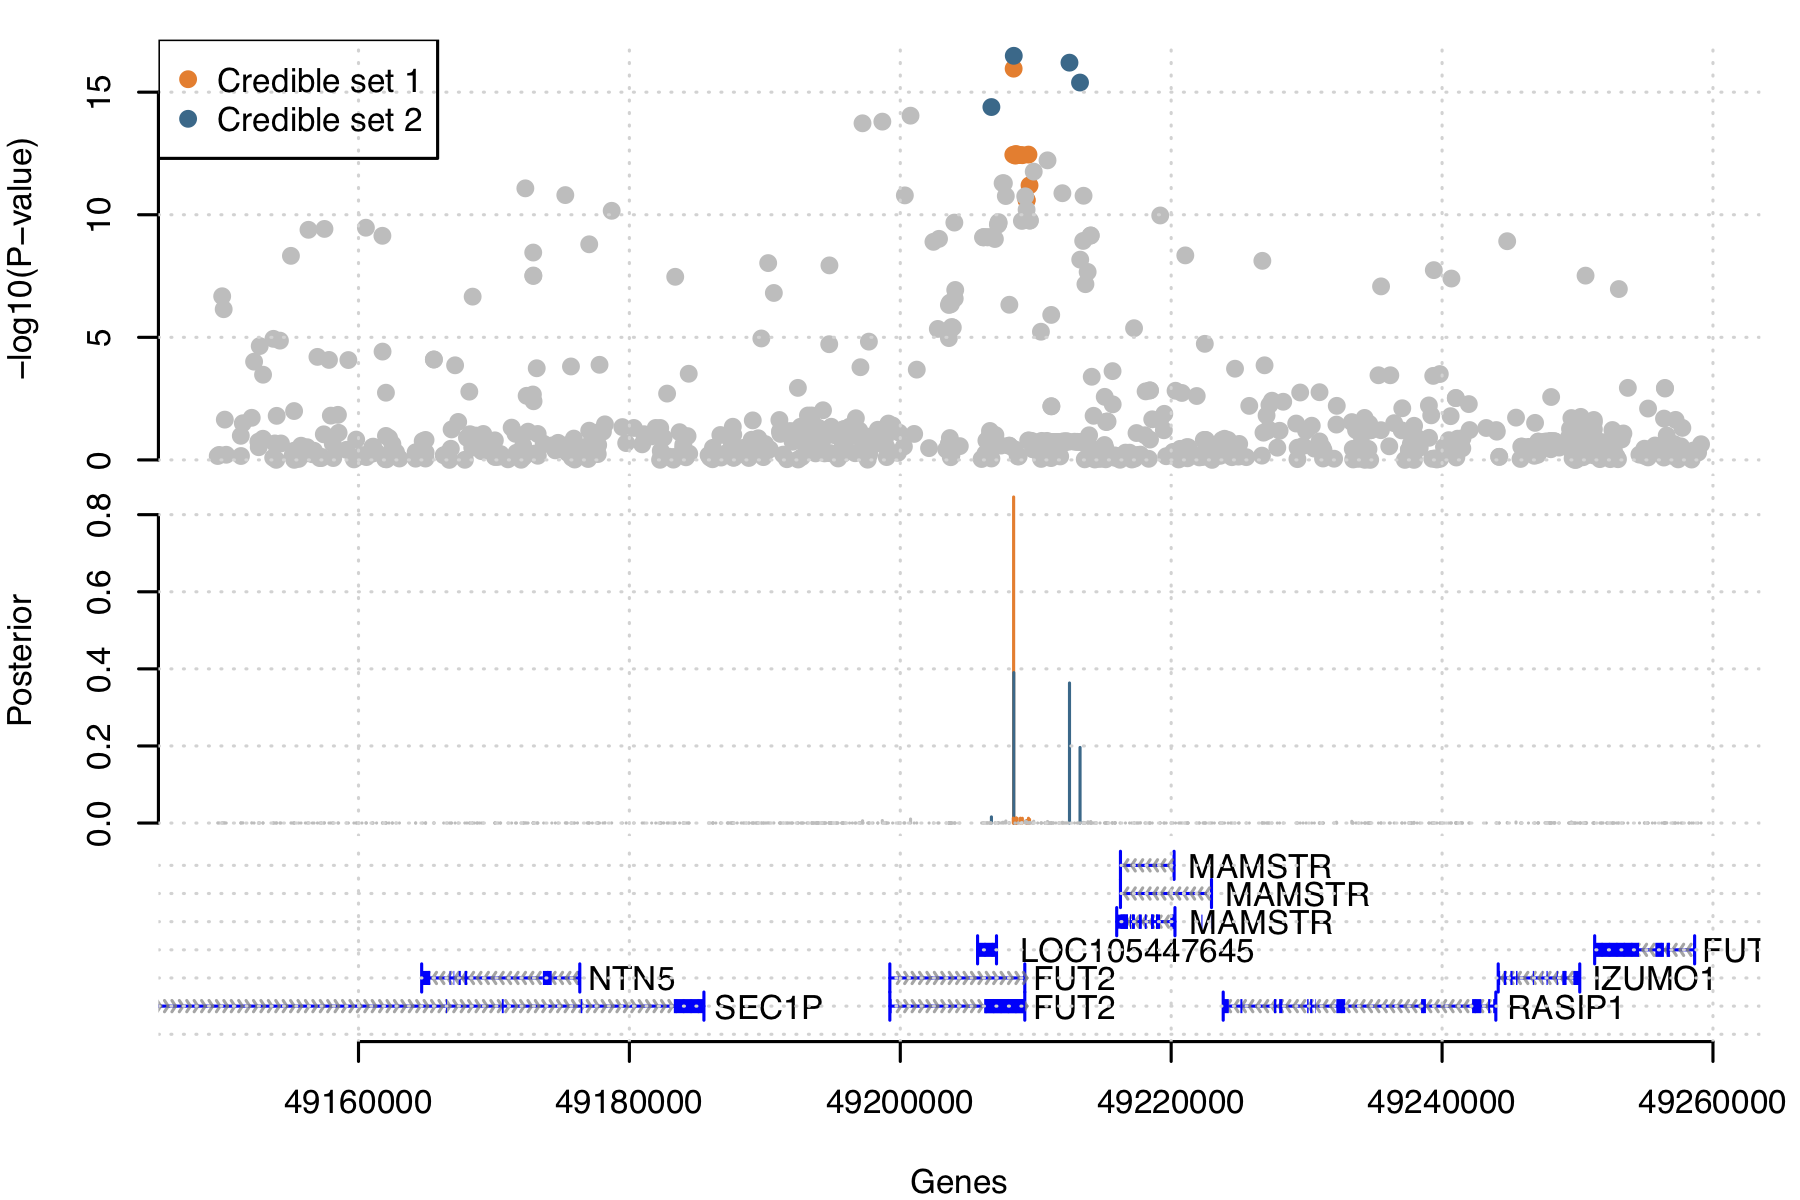 Credible set 1
Credible set 2
−log10(P−value)
15
10
5
0
Posterior
0.8
0.6
0.4
0.2
0.0
MAMSTR
MAMSTR
MAMSTR
LOC105447645
FUT
NTN5
FUT2
IZUMO1
SEC1P
FUT2
RASIP1
49160000 49180000 49200000 49220000 49240000 49260000
Genes